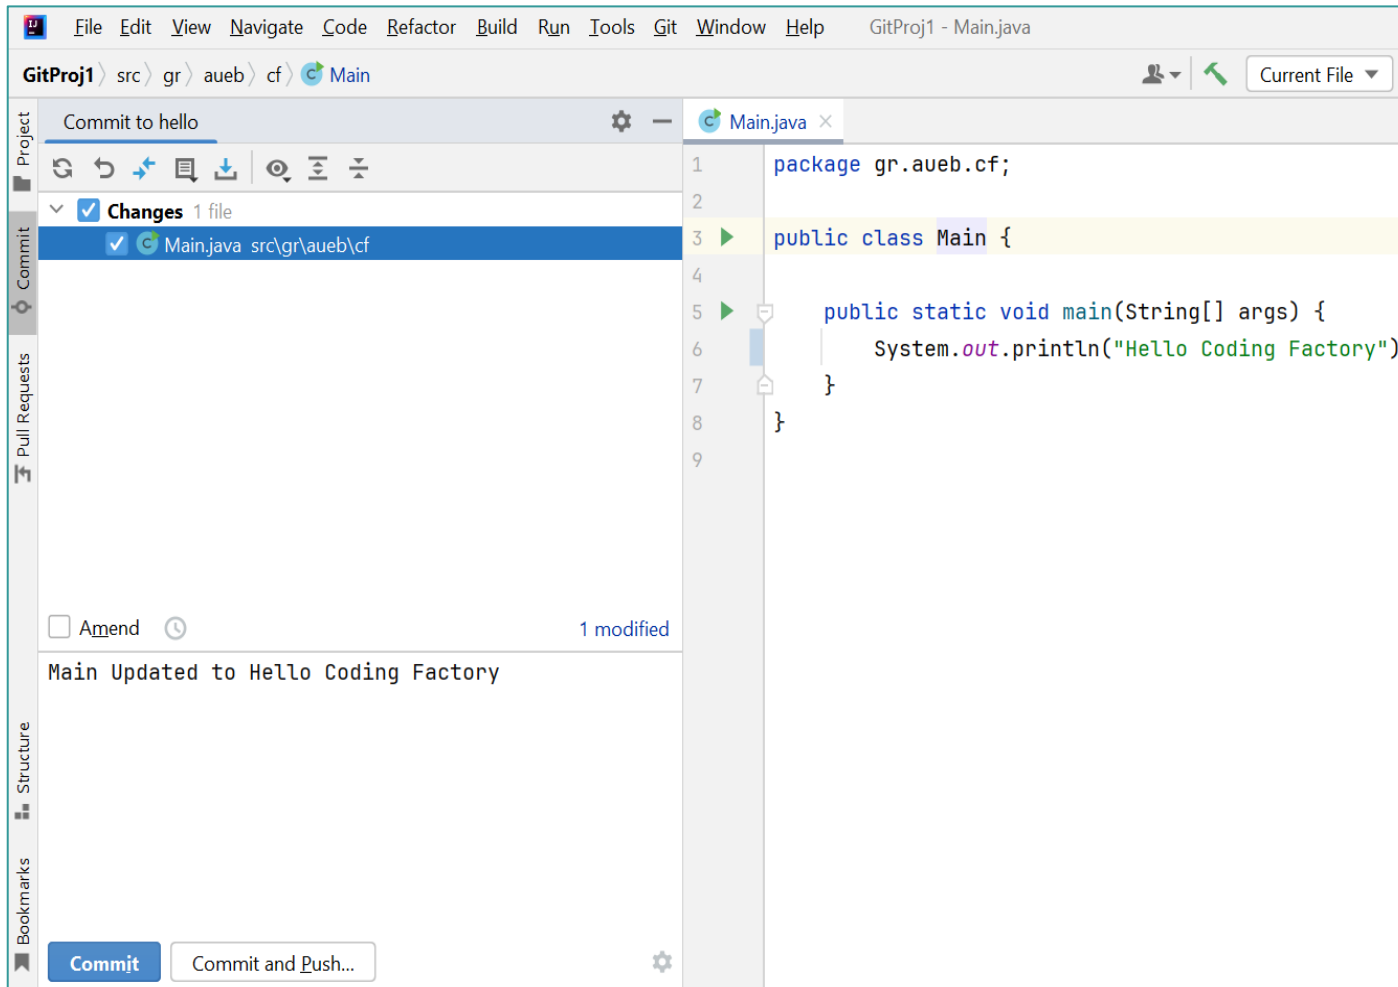 File Edit View Navigate Code Refactor Build Run Tools Git Window Help GitProj1 - Main.java
GitProj1 src gr aueb cf Main
Current File
Project
Commit
Pull Requests
Structure
Bookmarks
Commit to hello
Changes 1 file
Main.java src\gr\aueb\cf
Amend
1 modified
Main Updated to Hello Coding Factory
Commit
Commit and Push...
Main.java
1 package gr.aueb.cf;
2
3 public class Main {
4
5 public static void main(String[] args) {
6 System.out.println("Hello Coding Factory")
7 }
8 }
9